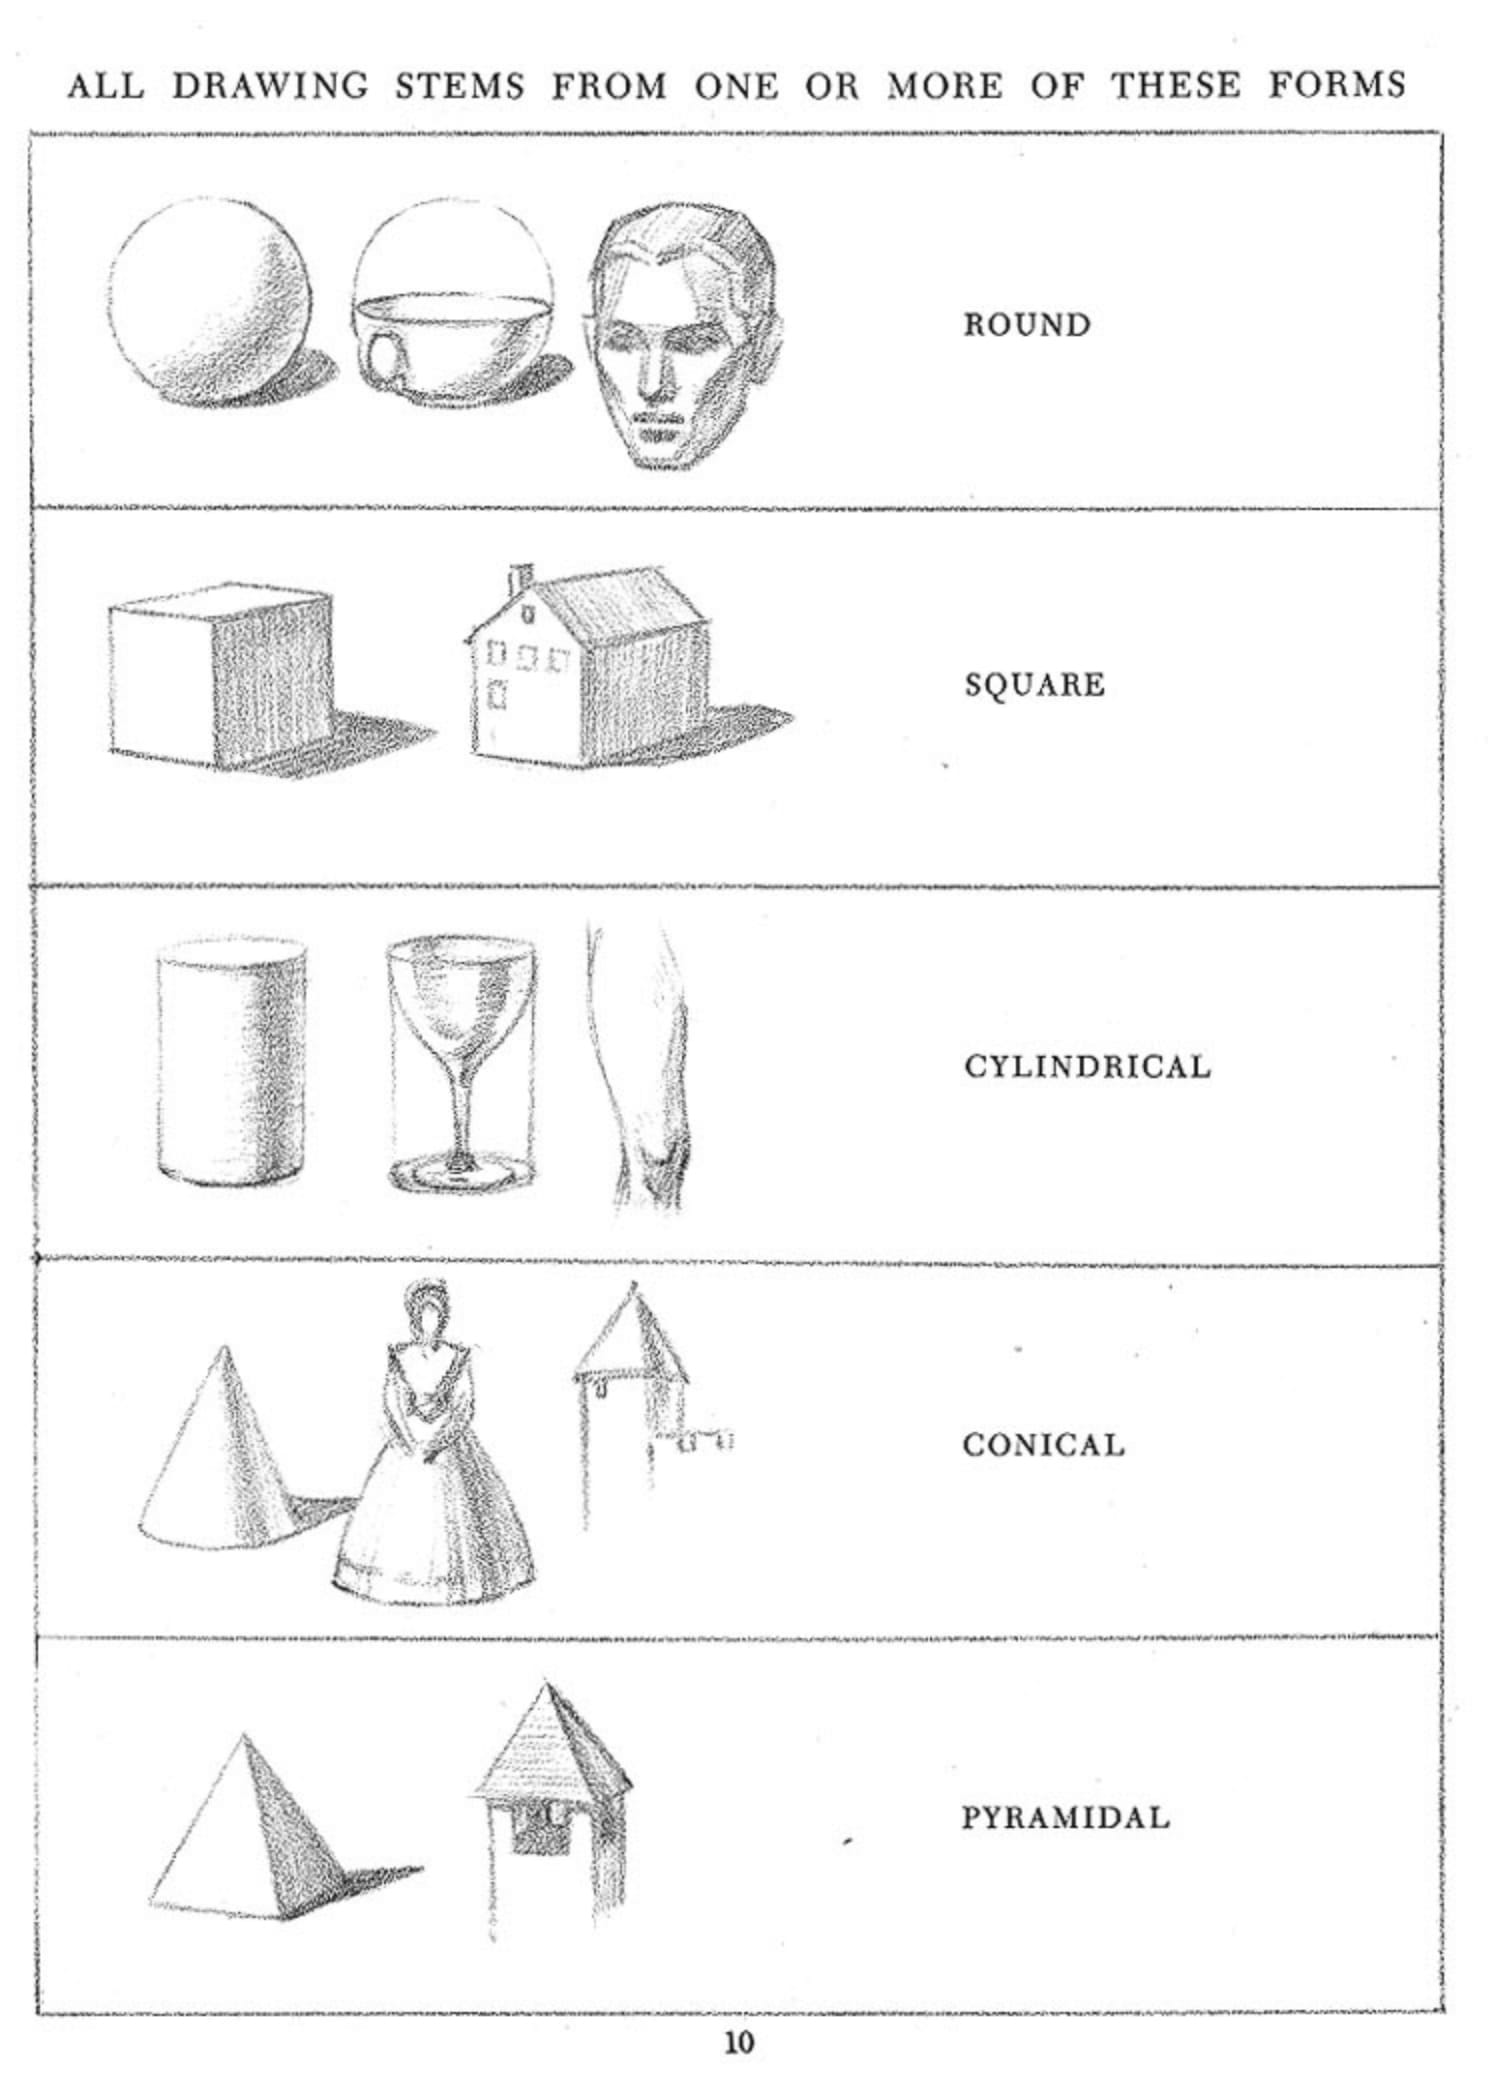 ALL DRAWING STEMS FROM ONE OR MORE OF THESE FORMS
ROUND
SQUARE
CYLINDRICAL
CONICAL
PYRAMIDAL
10